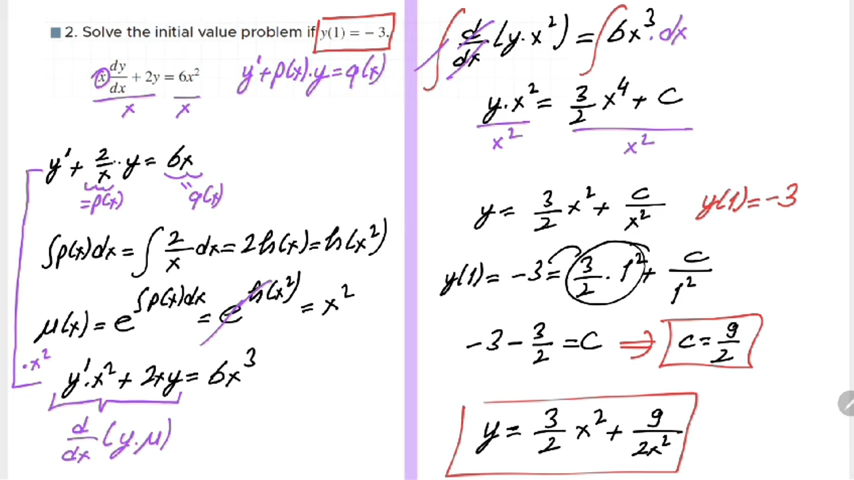 2. Solve the initial value problem if y(1) = − 3.
x dy/dx + 2y = 6x²
x x
y' + p(x)·y = q(x)
y' + 2/x · y = 6x
= p(x) = q(x)
∫p(x)dx = ∫ 2/x dx = 2ln(x) = ln(x²)
μ(x) = e^∫p(x)dx = e^ln(x²) = x²
·x²
y'·x² + 2xy = 6x³
d/dx (y·μ)
∫ d/dx (y·x²) = ∫ 6x³·dx
y·x² = 3/2 x⁴ + C
x² x²
y = 3/2 x² + C/x² y(1) = −3
y(1) = −3 = 3/2 · 1² + C/1²
−3 − 3/2 = C ⇒ C = 9/2
y = 3/2 x² + 9/2x²